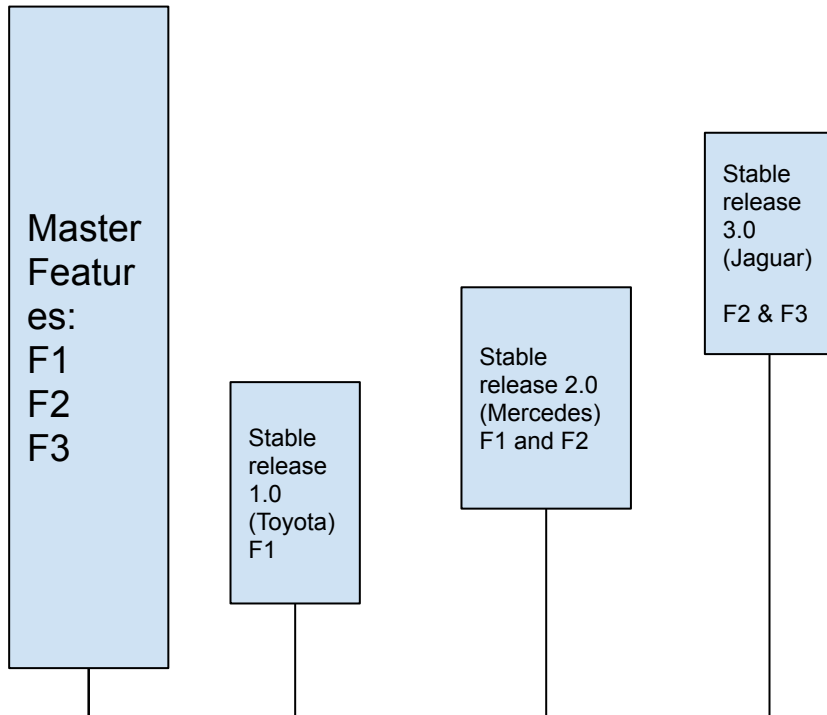 Master
Featur
es:
F1
F2
F3
Stable
release
1.0
(Toyota)
F1
Stable
release 2.0
(Mercedes)
F1 and F2
Stable
release
3.0
(Jaguar)
F2 & F3